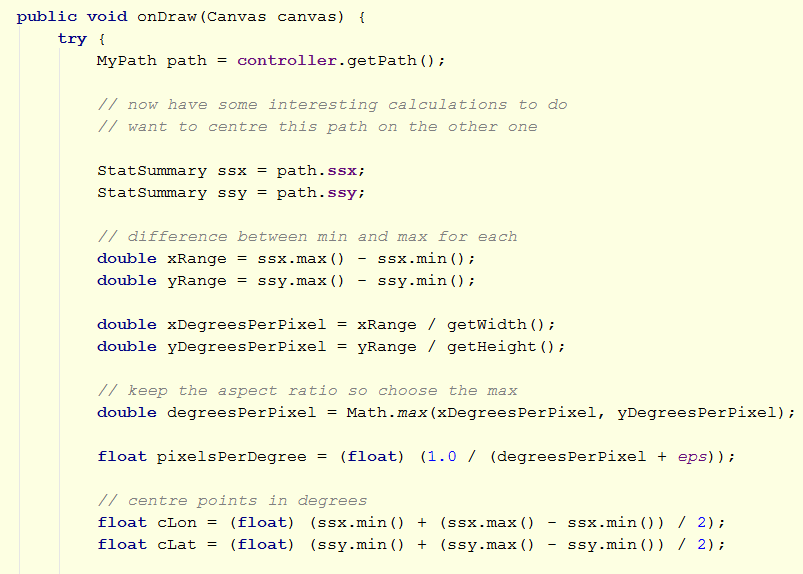 public void onDraw(Canvas canvas) {
try {
MyPath path = controller.getPath();
// now have some interesting calculations to do
// want to centre this path on the other one
StatSummary ssx = path.ssx;
StatSummary ssy = path.ssy;
// difference between min and max for each
double xRange = ssx.max() - ssx.min();
double yRange = ssy.max() - ssy.min();
double xDegreesPerPixel = xRange / getWidth();
double yDegreesPerPixel = yRange / getHeight();
// keep the aspect ratio so choose the max
double degreesPerPixel = Math.max(xDegreesPerPixel, yDegreesPerPixel);
float pixelsPerDegree = (float) (1.0 / (degreesPerPixel + eps));
// centre points in degrees
float cLon = (float) (ssx.min() + (ssx.max() - ssx.min()) / 2);
float cLat = (float) (ssy.min() + (ssy.max() - ssy.min()) / 2);